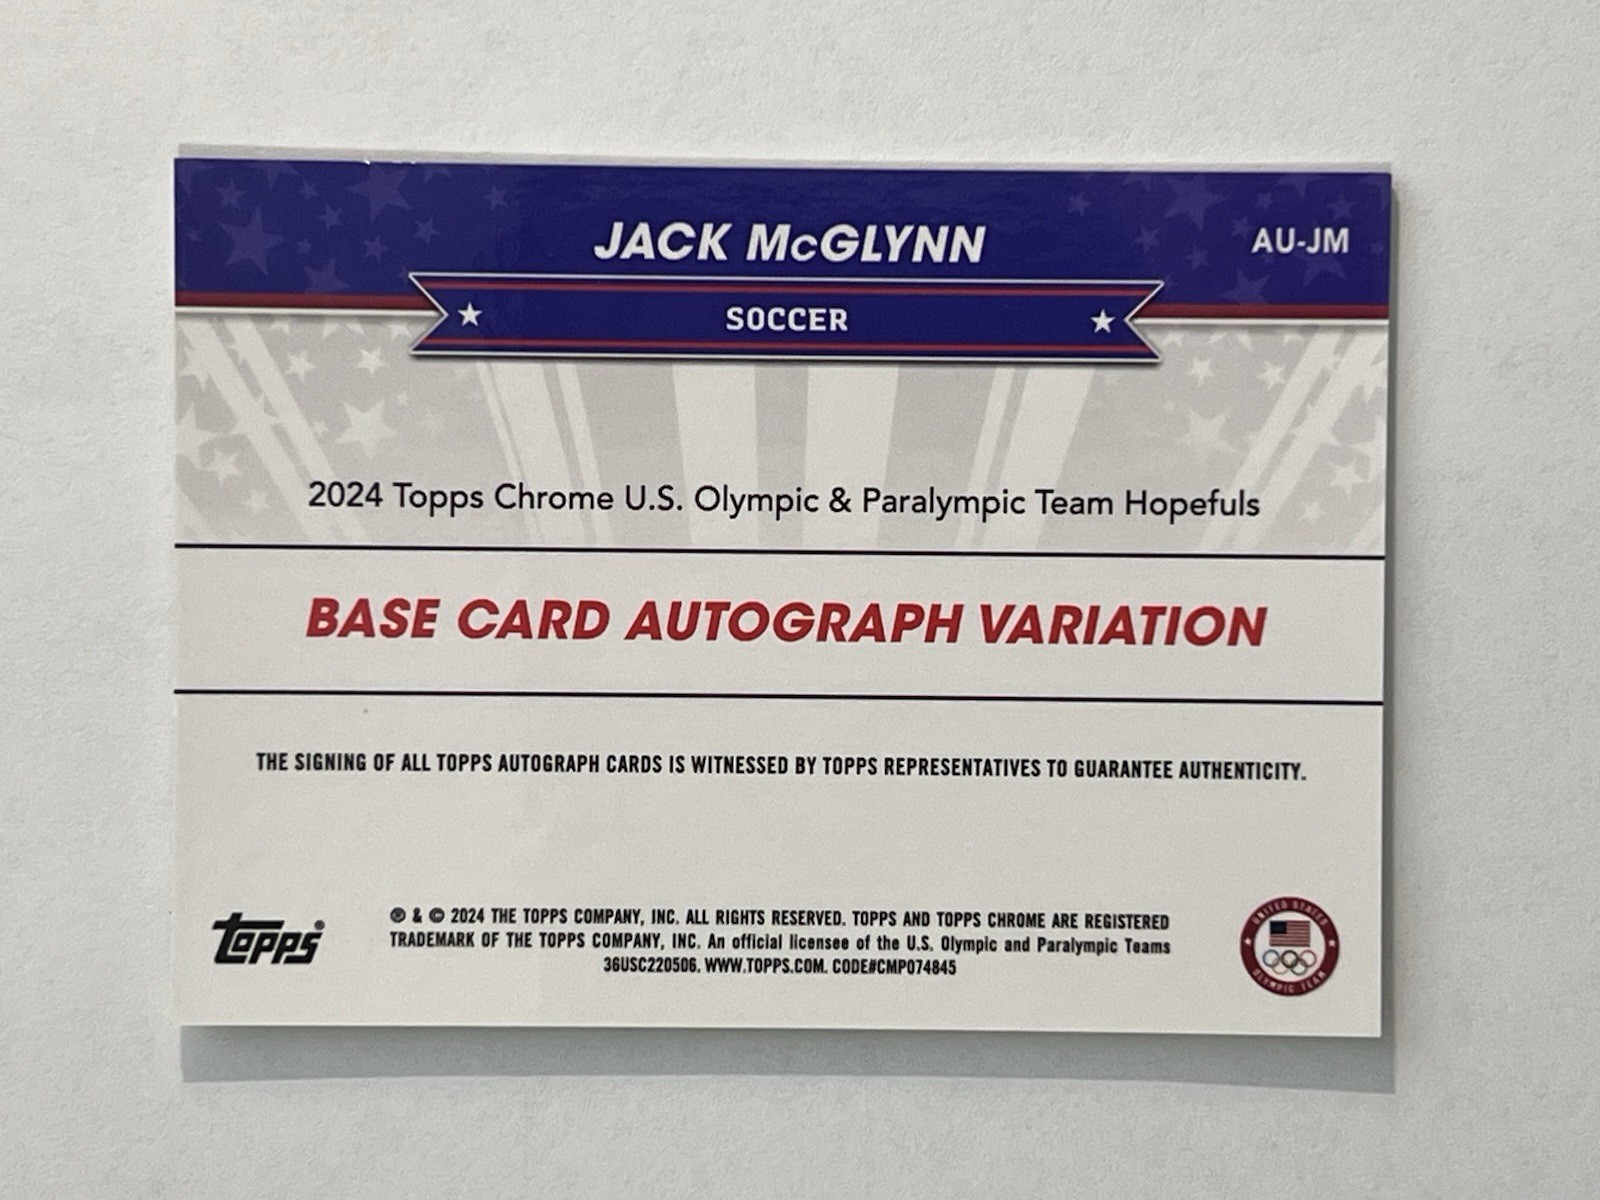 JACK McGLYNN
AU-JM
SOCCER
2024 Topps Chrome U.S. Olympic & Paralympic Team Hopefuls
BASE CARD AUTOGRAPH VARIATION
THE SIGNING OF ALL TOPPS AUTOGRAPH CARDS IS WITNESSED BY TOPPS REPRESENTATIVES TO GUARANTEE AUTHENTICITY.
topps®
® & © 2024 THE TOPPS COMPANY, INC. ALL RIGHTS RESERVED. TOPPS AND TOPPS CHROME ARE REGISTERED
TRADEMARK OF THE TOPPS COMPANY, INC. An official licensee of the U.S. Olympic and Paralympic Teams
36USC220506. WWW.TOPPS.COM. CODE#CMP074845
UNITED STATES
OLYMPIC TEAM